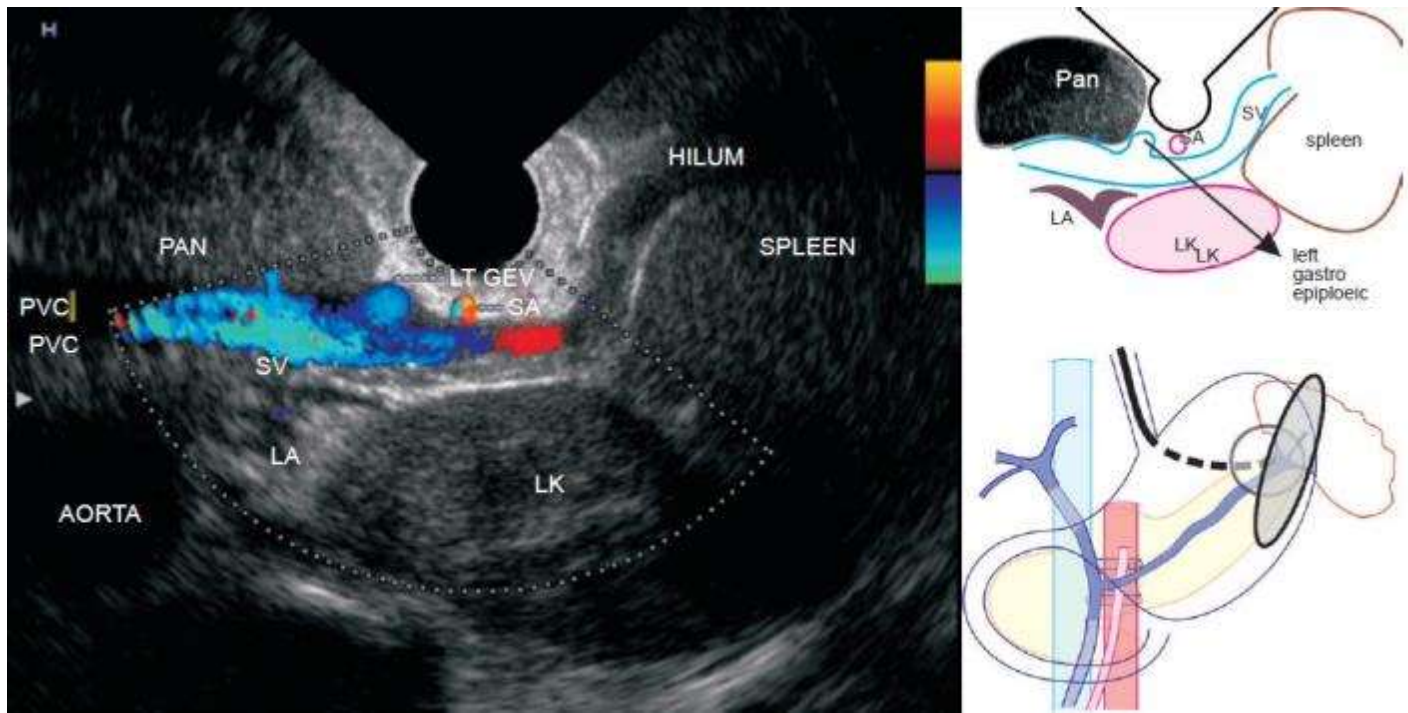 H
HILUM
PAN
SPLEEN
LT GEV
PVC
SA
PVC
SV
LA
LK
AORTA
Pan
SA
SV
spleen
LA
LK
LK
left
gastro
epiploeic